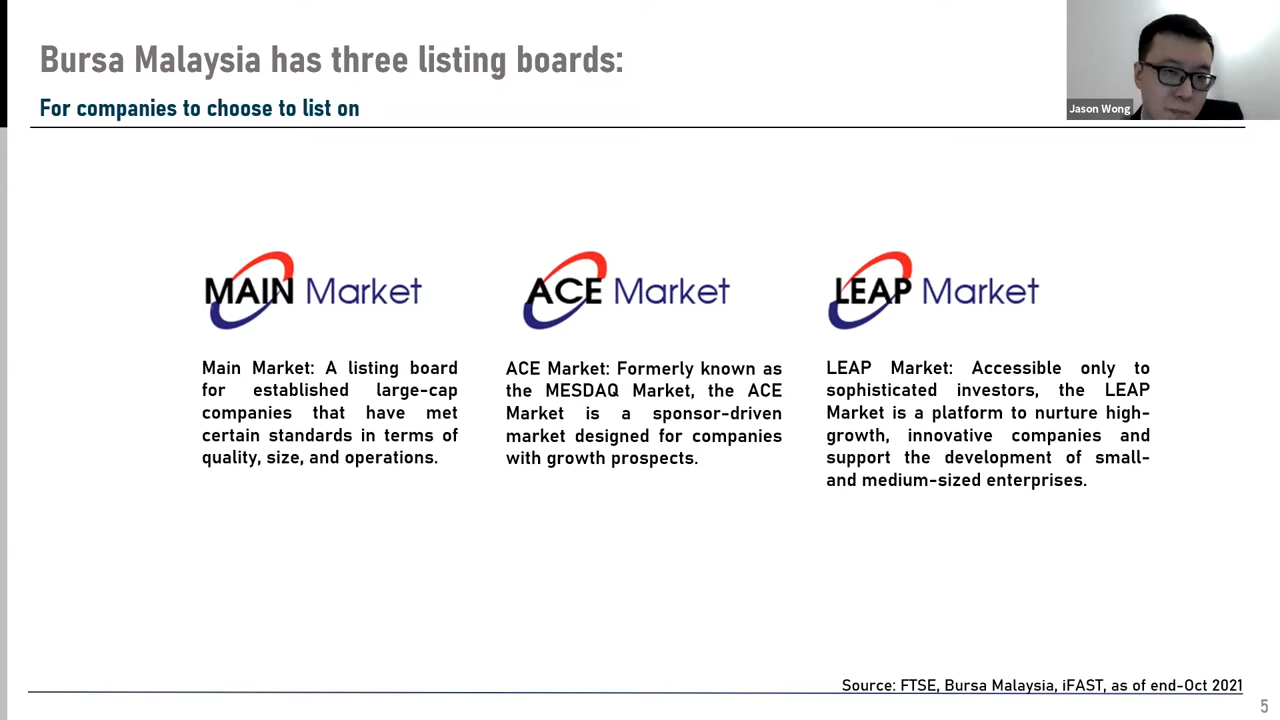 Bursa Malaysia has three listing boards:
For companies to choose to list on
Jason Wong
MAIN Market
ACE Market
LEAP Market
Main Market: A listing board
for established large-cap
companies that have met
certain standards in terms of
quality, size, and operations.
ACE Market: Formerly known as
the MESDAQ Market, the ACE
Market is a sponsor-driven
market designed for companies
with growth prospects.
LEAP Market: Accessible only to
sophisticated investors, the LEAP
Market is a platform to nurture high-
growth, innovative companies and
support the development of small-
and medium-sized enterprises.
Source: FTSE, Bursa Malaysia, iFAST, as of end-Oct 2021
5